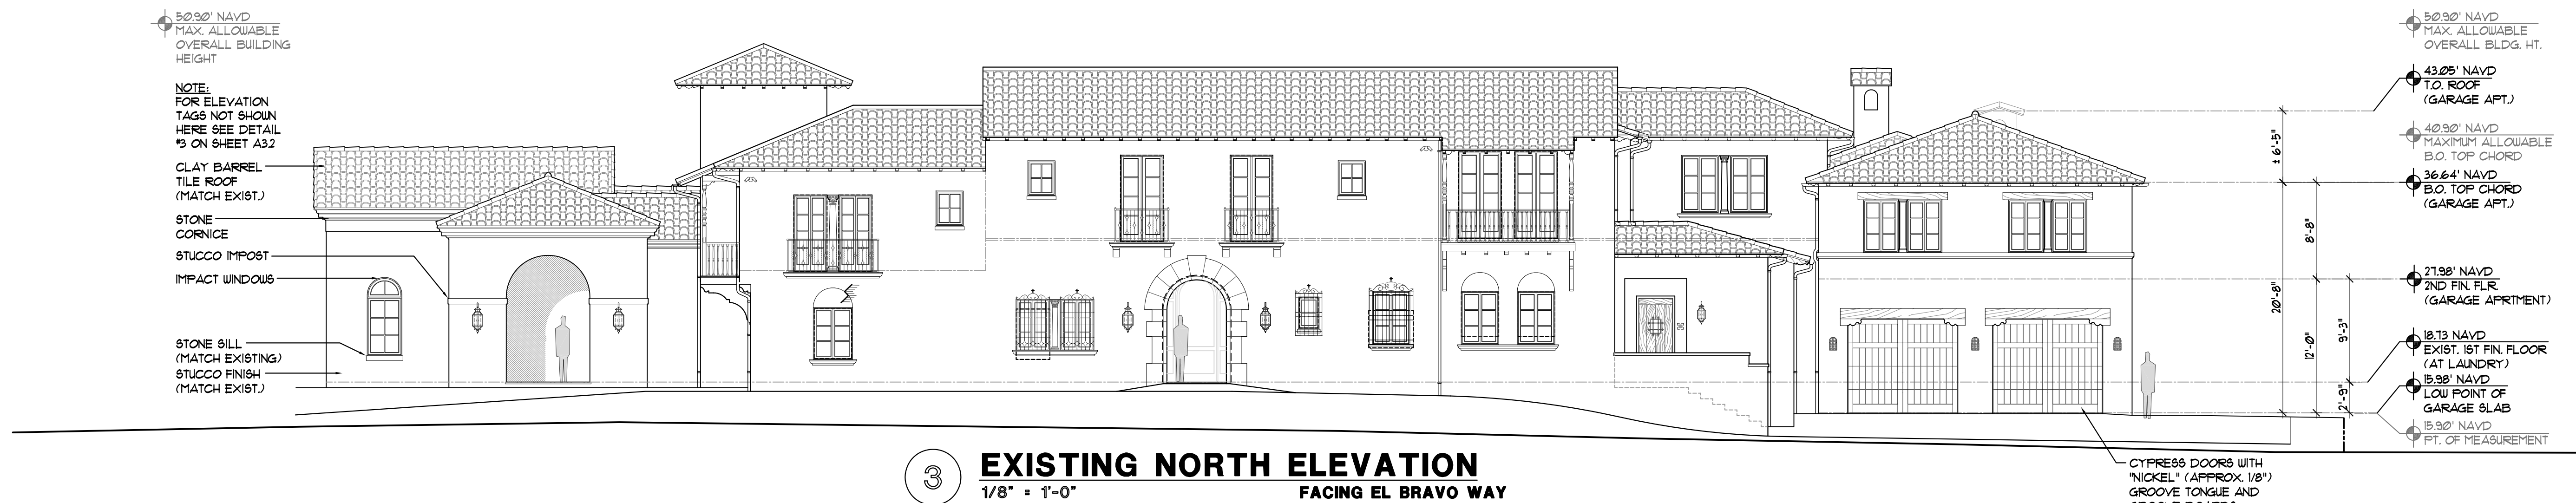 50.90' NAVD
MAX. ALLOWABLE
OVERALL BUILDING
HEIGHT
NOTE:
FOR ELEVATION
TAGS NOT SHOWN
HERE SEE DETAIL
#3 ON SHEET A3.2
CLAY BARREL
TILE ROOF
(MATCH EXIST.)
STONE
CORNICE
STUCCO IMPOST
IMPACT WINDOWS
STONE SILL
(MATCH EXISTING)
STUCCO FINISH
(MATCH EXIST.)
50.90' NAVD
MAX. ALLOWABLE
OVERALL BLDG. HT.
43.05' NAVD
T.O. ROOF
(GARAGE APT.)
40.90' NAVD
MAXIMUM ALLOWABLE
B.O. TOP CHORD
36.64' NAVD
B.O. TOP CHORD
(GARAGE APT.)
27.98' NAVD
2ND FIN. FLR.
(GARAGE APRTMENT)
18.73 NAVD
EXIST. 1ST FIN. FLOOR
(AT LAUNDRY)
15.98' NAVD
LOW POINT OF
GARAGE SLAB
15.90' NAVD
PT. OF MEASUREMENT
± 6'-5"
8'-8"
20'-8"
12'-0"
9'-3"
2'-9"
CYPRESS DOORS WITH
"NICKEL" (APPROX. 1/8")
GROOVE TONGUE AND
3
EXISTING NORTH ELEVATION
1/8" = 1'-0"
FACING EL BRAVO WAY